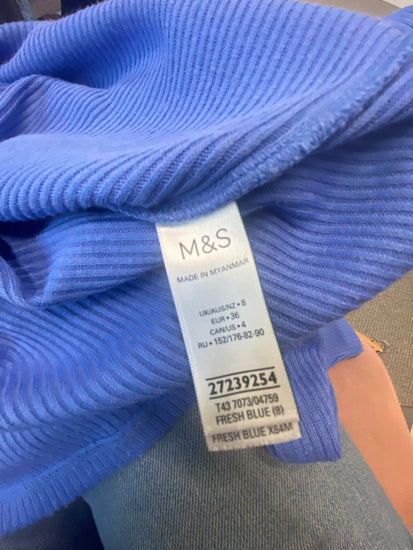 M&S
MADE IN MYANMAR
UK/AUS/NZ • 8
EUR • 36
CAN/US • 4
RU • 152/176-82-90
27239254
T43 7073/04759
FRESH BLUE (8)
FRESH BLUE X64M